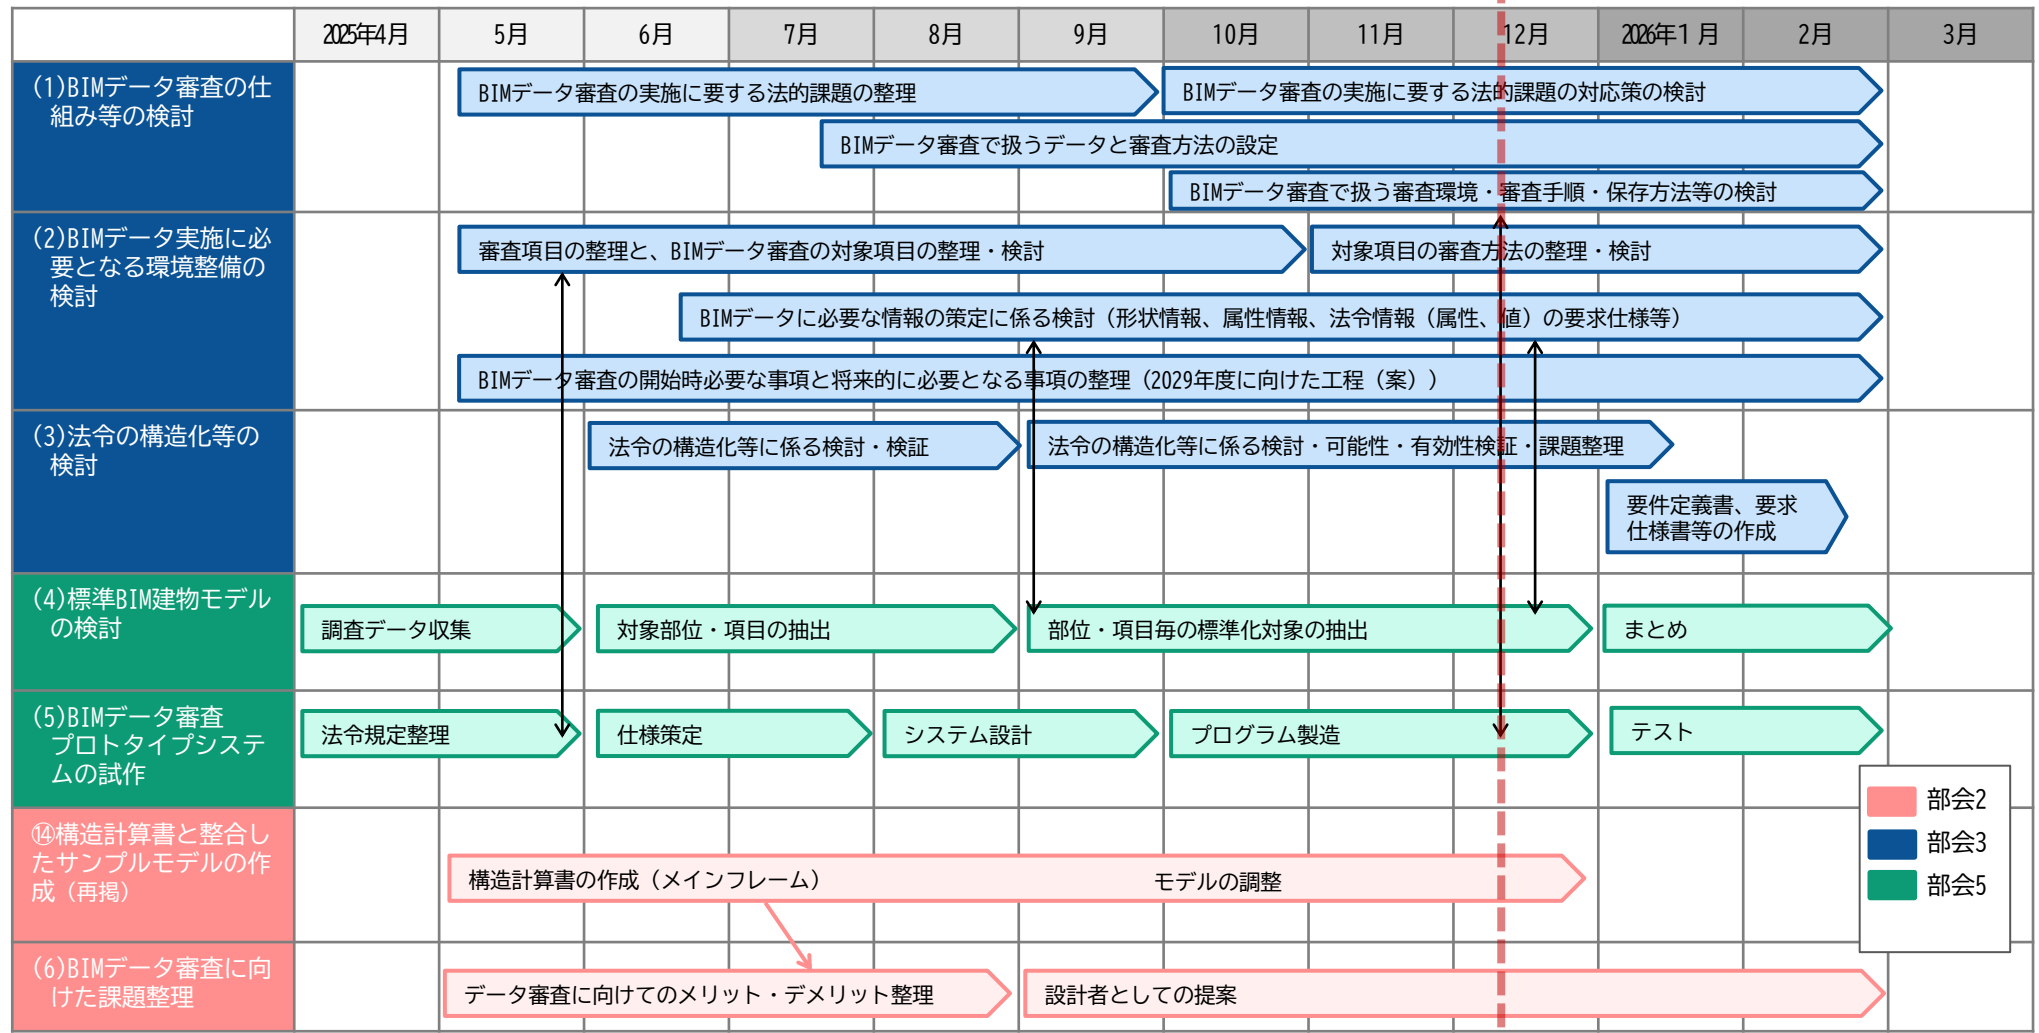 2025年4月
5月
6月
7月
8月
9月
10月
11月
12月
2026年1月
2月
3月
(1)BIMデータ審査の仕
組み等の検討
BIMデータ審査の実施に要する法的課題の整理
BIMデータ審査の実施に要する法的課題の対応策の検討
BIMデータ審査で扱うデータと審査方法の設定
BIMデータ審査で扱う審査環境・審査手順・保存方法等の検討
(2)BIMデータ実施に必
要となる環境整備の
検討
審査項目の整理と、BIMデータ審査の対象項目の整理・検討
対象項目の審査方法の整理・検討
BIMデータに必要な情報の策定に係る検討（形状情報、属性情報、法令情報（属性、値）の要求仕様等）
BIMデータ審査の開始時必要な事項と将来的に必要となる事項の整理（2029年度に向けた工程（案））
(3)法令の構造化等の
検討
法令の構造化等に係る検討・検証
法令の構造化等に係る検討・可能性・有効性検証・課題整理
要件定義書、要求
仕様書等の作成
(4)標準BIM建物モデル
の検討
調査データ収集
対象部位・項目の抽出
部位・項目毎の標準化対象の抽出
まとめ
(5)BIMデータ審査
プロトタイプシステ
ムの試作
法令規定整理
仕様策定
システム設計
プログラム製造
テスト
⑭構造計算書と整合し
たサンプルモデルの作
成（再掲）
構造計算書の作成（メインフレーム）
モデルの調整
(6)BIMデータ審査に向
けた課題整理
データ審査に向けてのメリット・デメリット整理
設計者としての提案
部会2
部会3
部会5